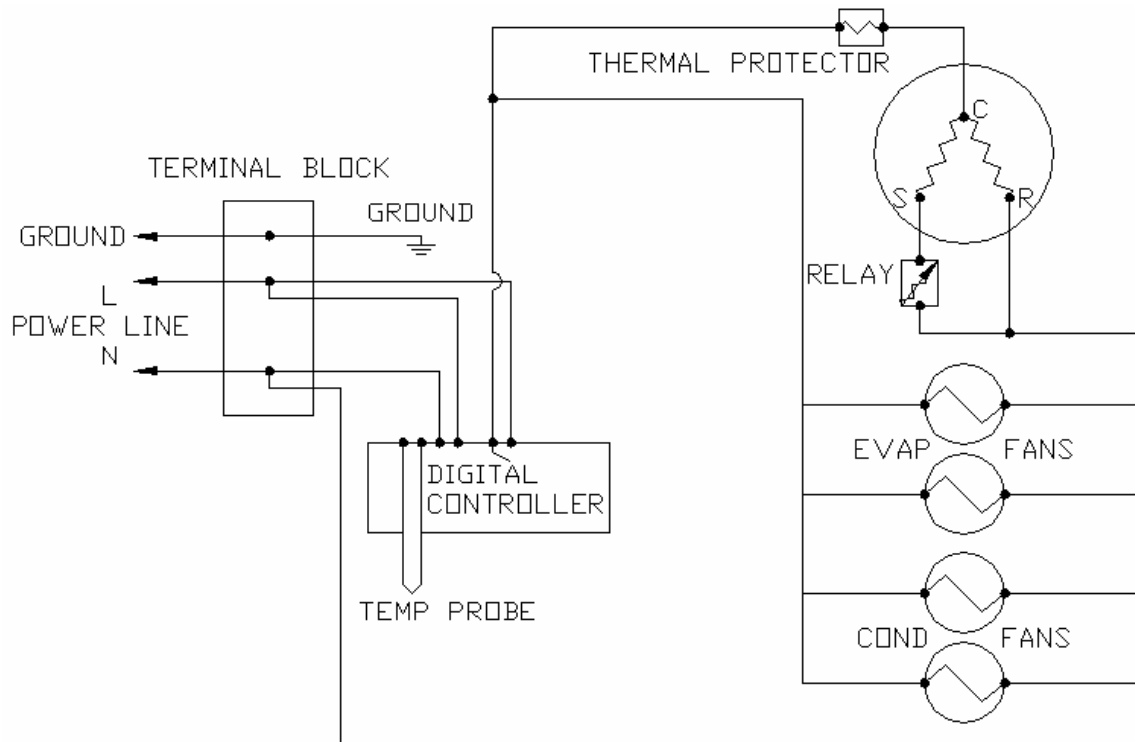 THERMAL PROTECTOR
C
TERMINAL BLOCK
S
R
GROUND
GROUND
RELAY
L
POWER LINE
N
EVAP FANS
DIGITAL
CONTROLLER
TEMP PROBE
COND FANS